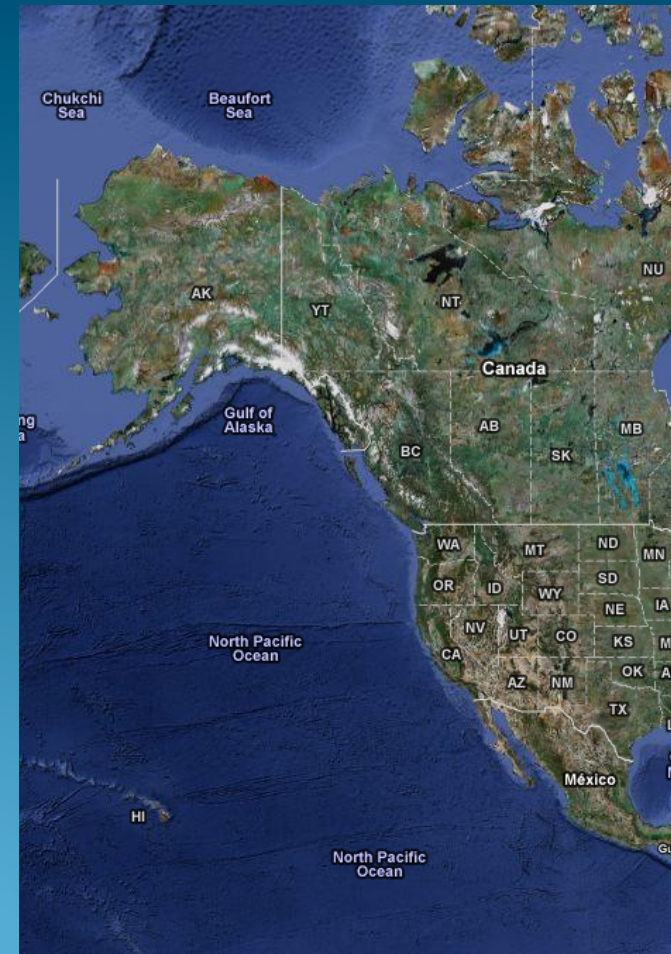 Chukchi
Sea
Beaufort
Sea
NU
AK
YT
NT
Canada
Gulf of
Alaska
AB
MB
BC
SK
WA
MT
ND
MN
OR
ID
WY
SD
IA
NE
NV
UT
CO
KS
CA
OK
AZ
NM
TX
North Pacific
Ocean
México
HI
North Pacific
Ocean